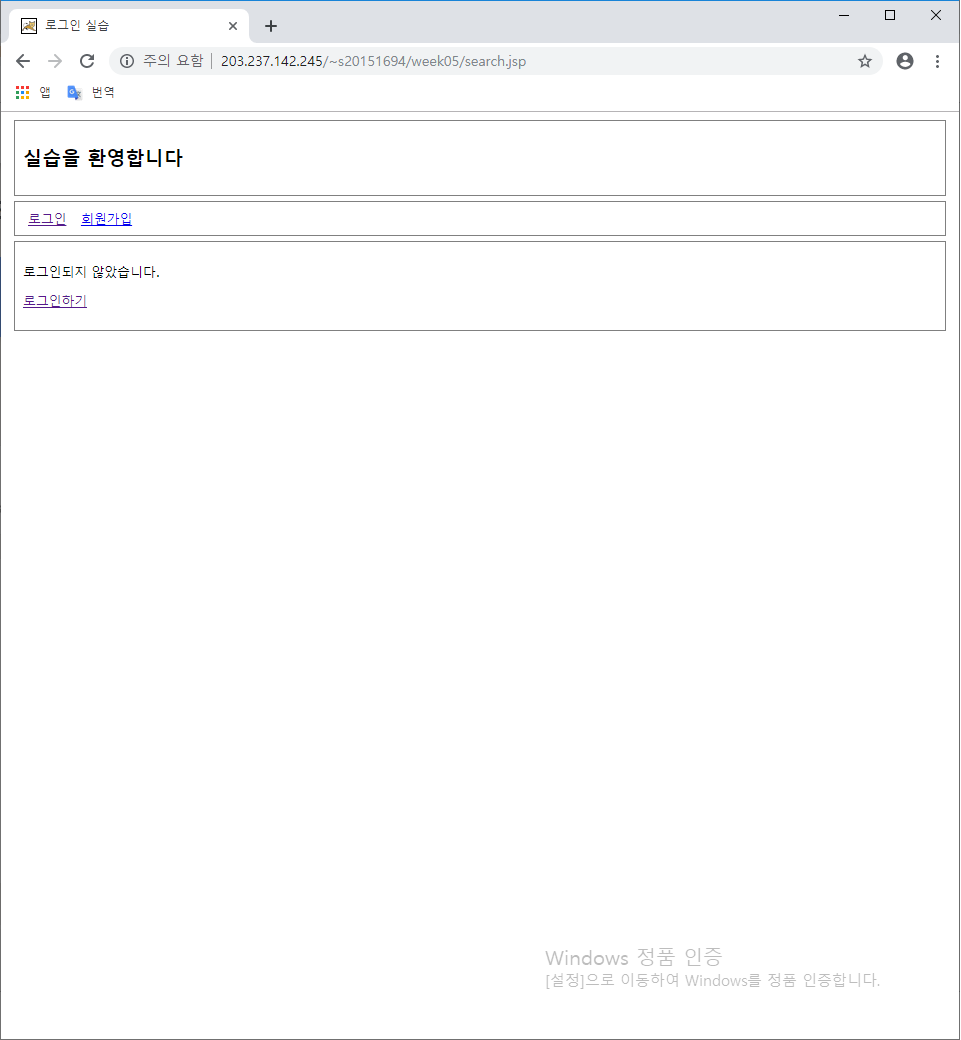 로그인 실습
주의 요함 | 203.237.142.245/~s20151694/week05/search.jsp
앱 번역
실습을 환영합니다
로그인 회원가입
로그인되지 않았습니다.
로그인하기
Windows 정품 인증
[설정]으로 이동하여 Windows를 정품 인증합니다.